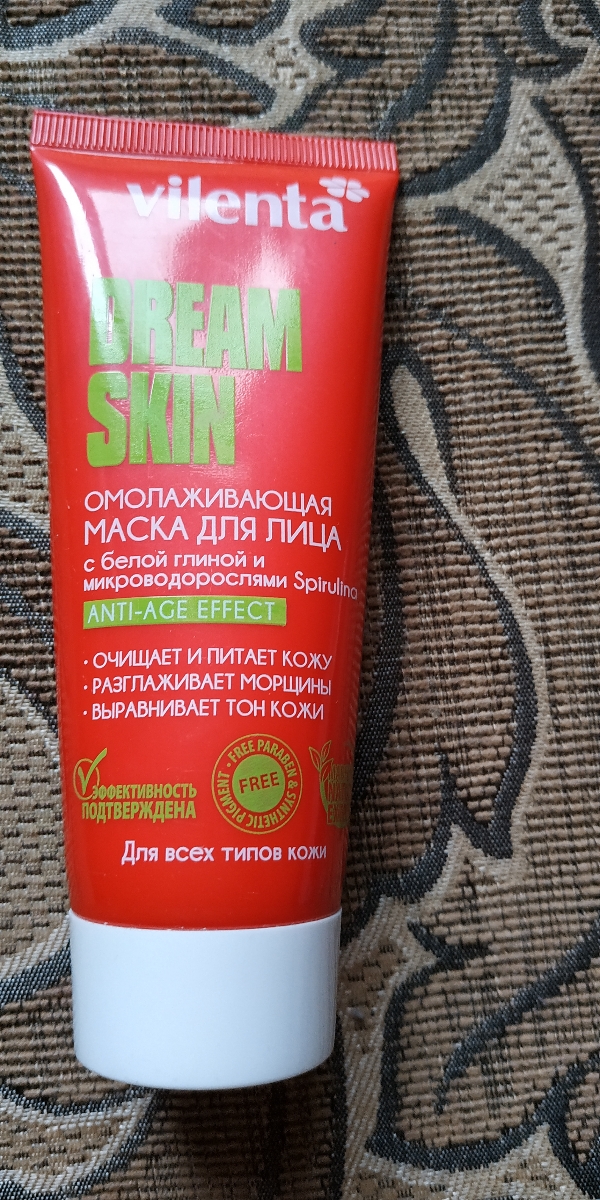 vilenta
DREAM
SKIN
ОМОЛАЖИВАЮЩАЯ
МАСКА ДЛЯ ЛИЦА
с белой глиной и
микроводорослями Spirulina
ANTI-AGE EFFECT
· ОЧИЩАЕТ И ПИТАЕТ КОЖУ
· РАЗГЛАЖИВАЕТ МОРЩИНЫ
· ВЫРАВНИВАЕТ ТОН КОЖИ
ЭФФЕКТИВНОСТЬ
ПОДТВЕРЖДЕНА
· FREE PARABEN & SYNTHETIC PIGMENT
FREE
Для всех типов кожи